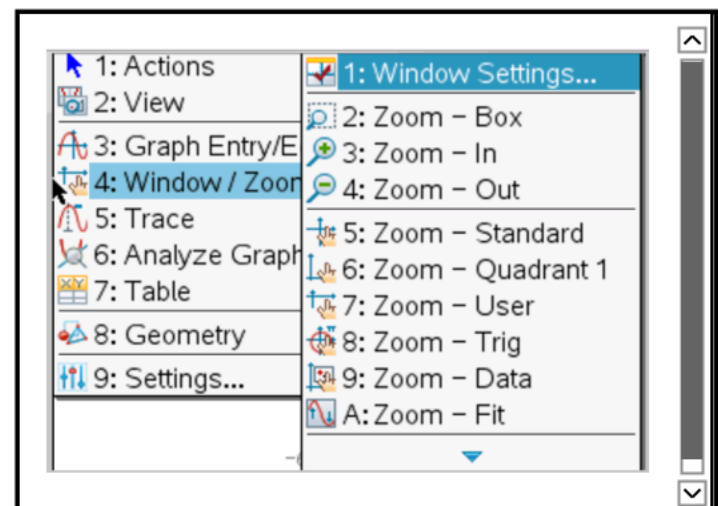 1: Actions
2: View
3: Graph Entry/E
4: Window / Zoon
5: Trace
6: Analyze Graph
7: Table
8: Geometry
9: Settings...
1: Window Settings...
2: Zoom – Box
3: Zoom – In
4: Zoom – Out
5: Zoom – Standard
6: Zoom – Quadrant 1
7: Zoom – User
8: Zoom – Trig
9: Zoom – Data
A: Zoom – Fit